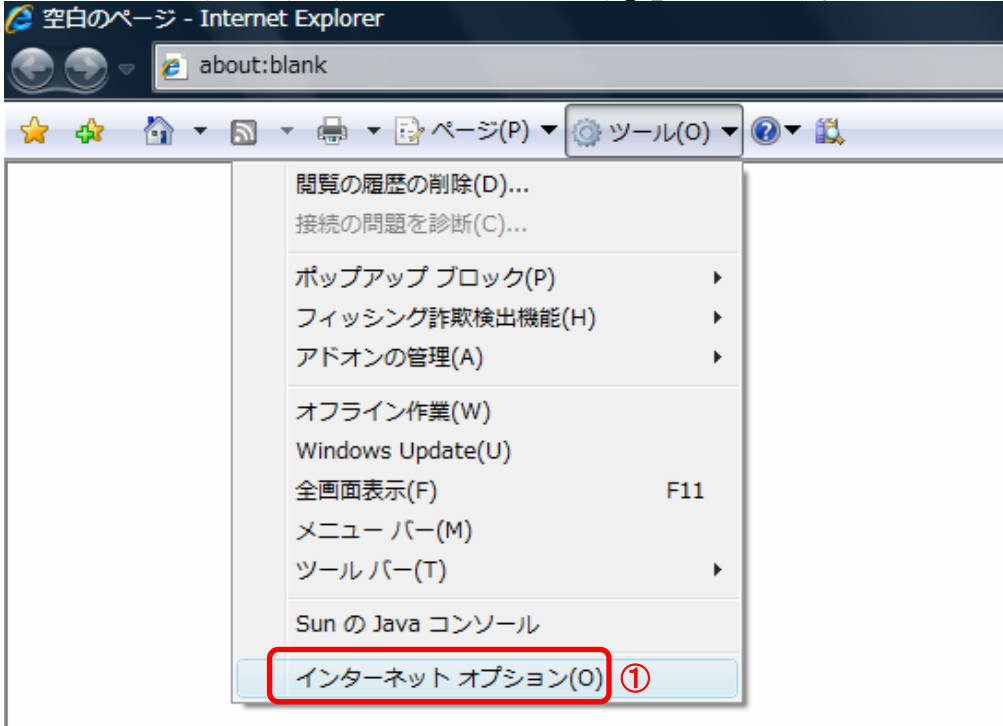 空白のページ - Internet Explorer
about:blank
ページ(P) ツール(O)
閲覧の履歴の削除(D)...
接続の問題を診断(C)...
ポップアップ ブロック(P)
フィッシング詐欺検出機能(H)
アドオンの管理(A)
オフライン作業(W)
Windows Update(U)
全画面表示(F) F11
メニュー バー(M)
ツール バー(T)
Sun の Java コンソール
インターネット オプション(O) ①